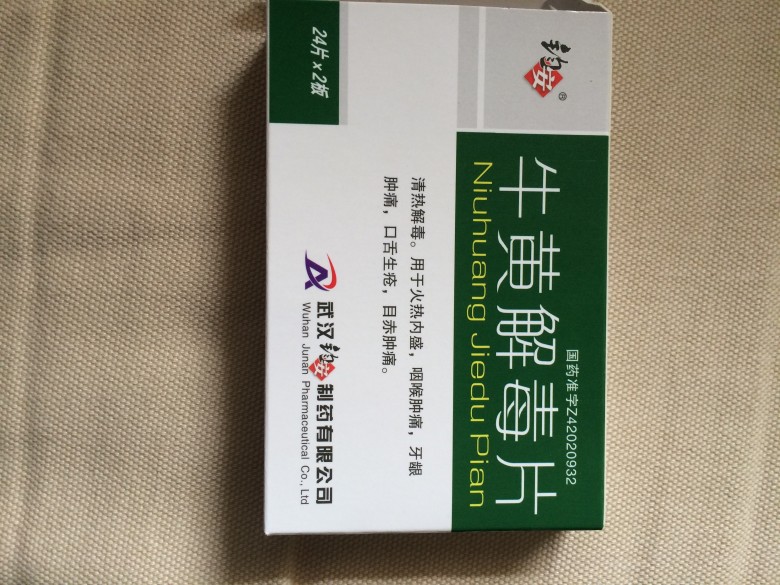 钧安®
24片×2板
国药准字Z42020932
牛黄解毒片
Niuhuang Jiedu Pian
清热解毒。用于火热内盛，咽喉肿痛，牙龈
肿痛，口舌生疮，目赤肿痛。
武汉钧安制药有限公司
Wuhan Junan Pharmaceutical Co., Ltd